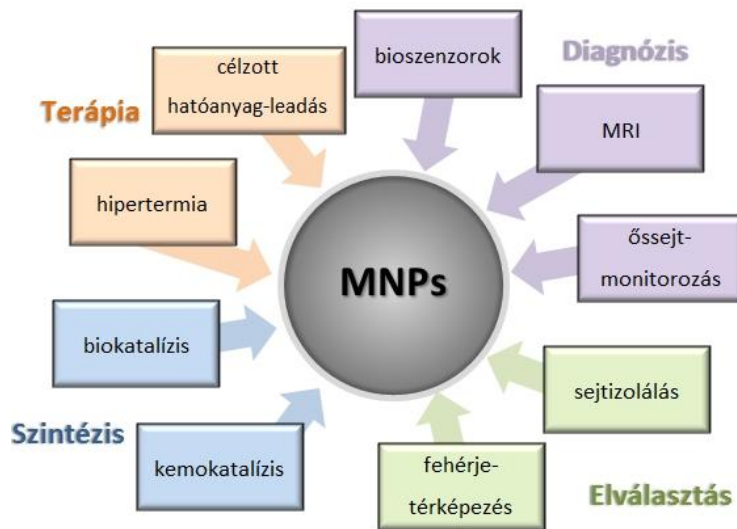 Terápia
célzott
hatóanyag-leadás
hipertermia
bioszenzorok
Diagnózis
MRI
őssejt-
monitorozás
MNPs
biokatalízis
kemokatalízis
Szintézis
sejtizolálás
fehérje-
térképezés
Elválasztás